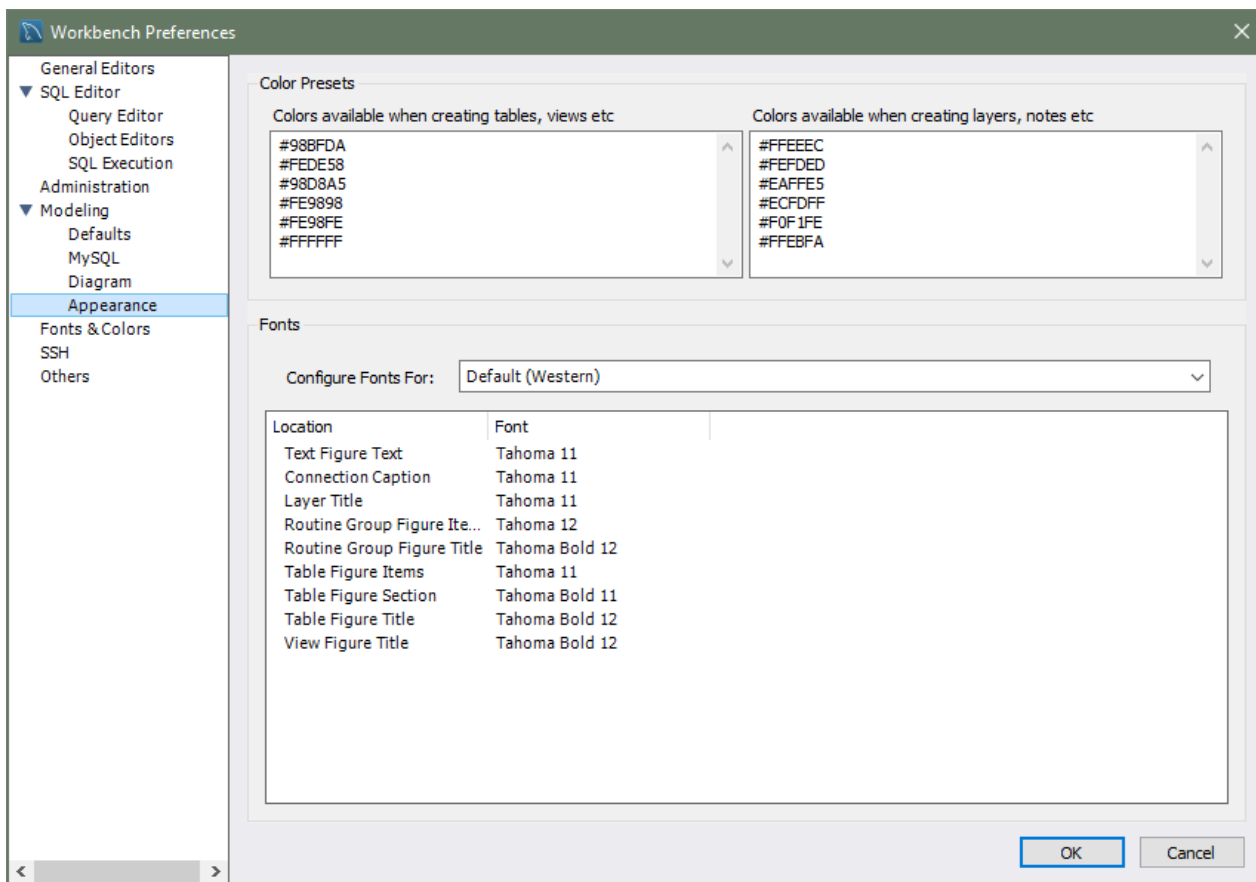 Workbench Preferences
General Editors
SQL Editor
Query Editor
Object Editors
SQL Execution
Administration
Modeling
Defaults
MySQL
Diagram
Appearance
Fonts & Colors
SSH
Others
Color Presets
Colors available when creating tables, views etc
#98BFDA
#FEDE58
#98D8A5
#FE9898
#FE98FE
#FFFFFF
Colors available when creating layers, notes etc
#FFEEEC
#FEFDED
#EAFFE5
#ECFDFF
#F0F1FE
#FFEBFA
Fonts
Configure Fonts For: Default (Western)
Location Font
Text Figure Text Tahoma 11
Connection Caption Tahoma 11
Layer Title Tahoma 11
Routine Group Figure Ite... Tahoma 12
Routine Group Figure Title Tahoma Bold 12
Table Figure Items Tahoma 11
Table Figure Section Tahoma Bold 11
Table Figure Title Tahoma Bold 12
View Figure Title Tahoma Bold 12
OK Cancel